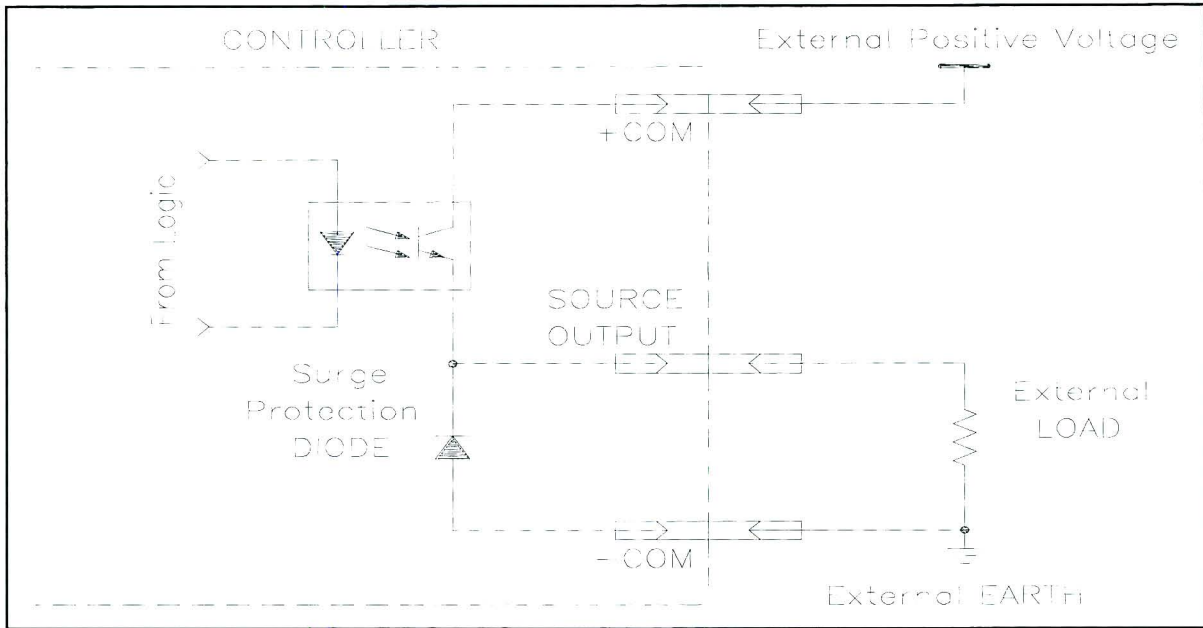 CONTROLLER
External Positive Voltage
+COM
From Logic
SOURCE
OUTPUT
Surge
Protection
DIODE
External
LOAD
-COM
External EARTH